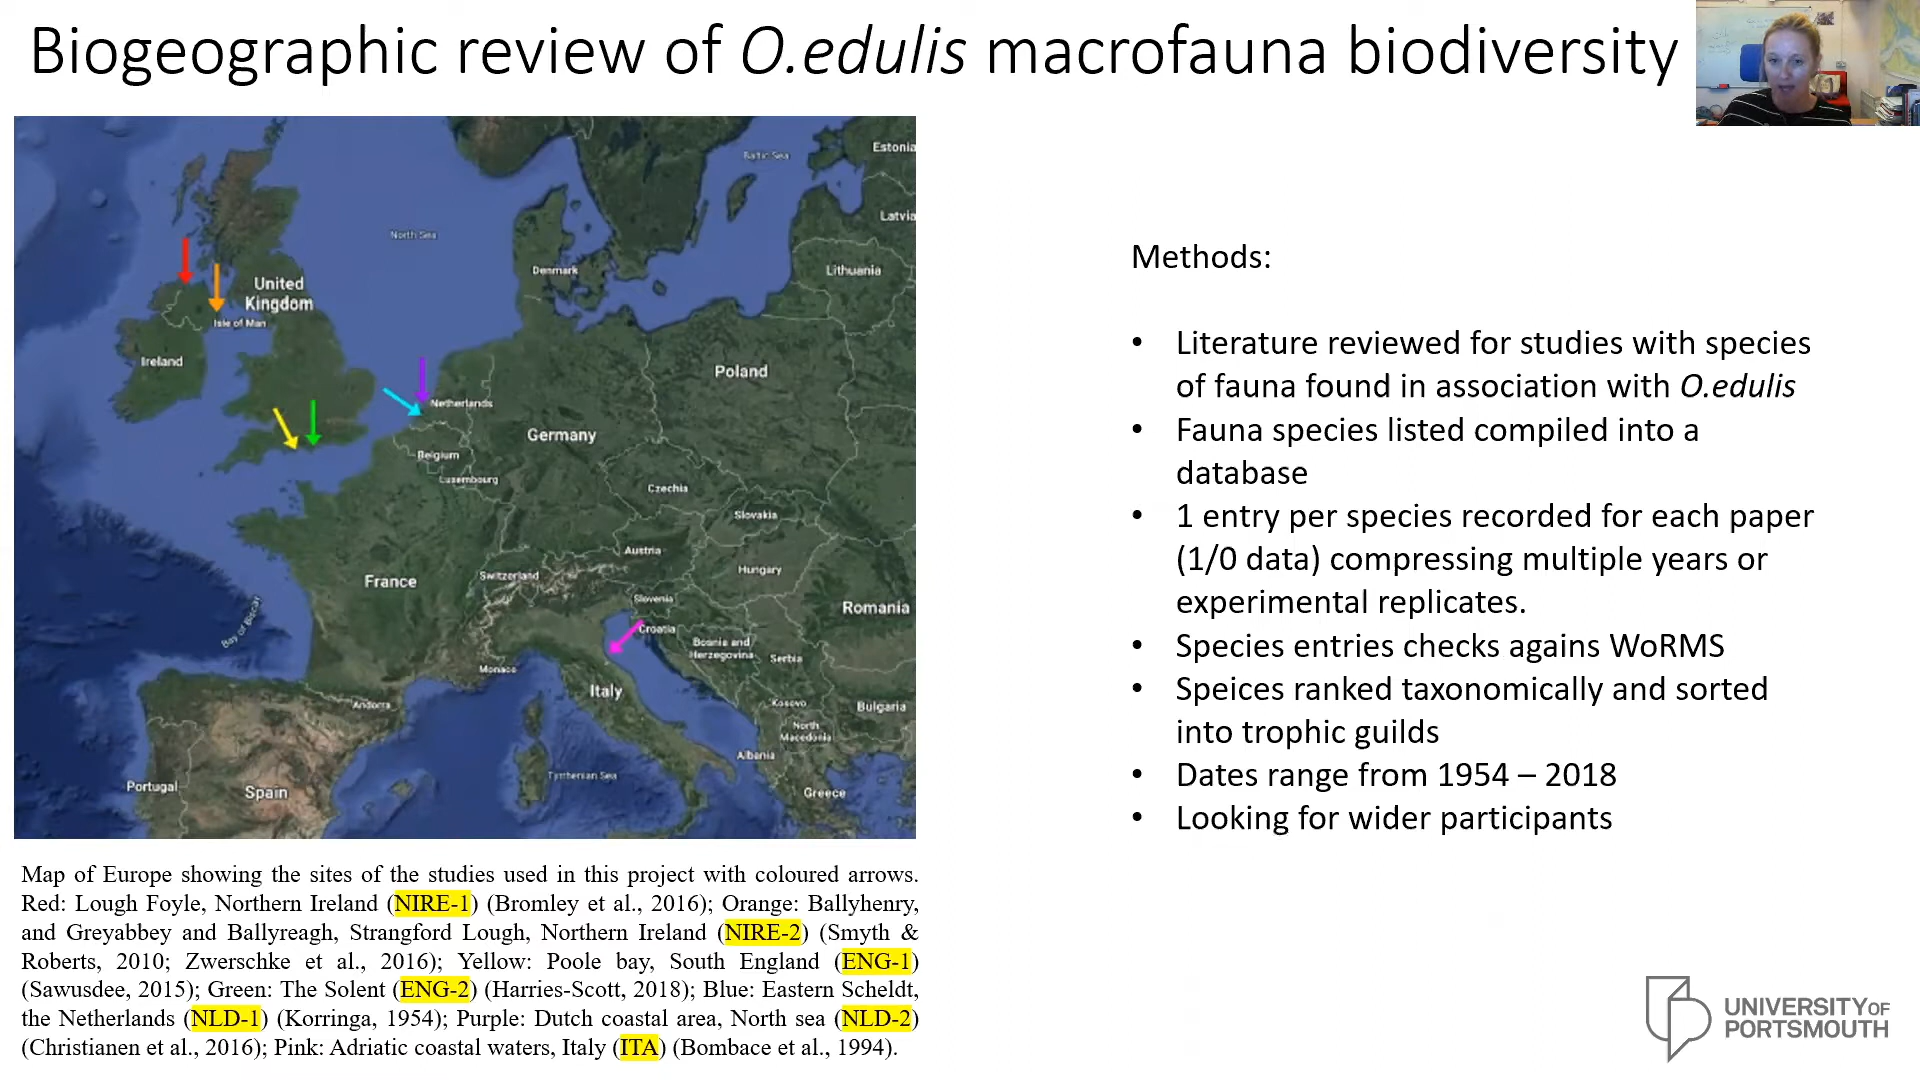 Biogeographic review of O.edulis macrofauna biodiversity
Estonia
Baltic Sea
Latvia
North Sea
Denmark
Lithuania
United
Kingdom
Isle of Man
Ireland
Poland
Netherlands
Germany
Belgium
Luxembourg
Czechia
Slovakia
Austria
Hungary
France
Switzerland
Slovenia
Romania
Croatia
Bay of Biscay
Bosnia and
Herzegovina
Serbia
Monaco
Italy
Andorra
Kosovo
Bulgaria
North
Macedonia
Albania
Tyrrhenian Sea
Portugal
Spain
Greece
Methods:
• Literature reviewed for studies with species
of fauna found in association with O.edulis
• Fauna species listed compiled into a
database
• 1 entry per species recorded for each paper
(1/0 data) compressing multiple years or
experimental replicates.
• Species entries checks agains WoRMS
• Speices ranked taxonomically and sorted
into trophic guilds
• Dates range from 1954 – 2018
• Looking for wider participants
Map of Europe showing the sites of the studies used in this project with coloured arrows.
Red: Lough Foyle, Northern Ireland (NIRE-1) (Bromley et al., 2016); Orange: Ballyhenry,
and Greyabbey and Ballyreagh, Strangford Lough, Northern Ireland (NIRE-2) (Smyth &
Roberts, 2010; Zwerschke et al., 2016); Yellow: Poole bay, South England (ENG-1)
(Sawusdee, 2015); Green: The Solent (ENG-2) (Harries-Scott, 2018); Blue: Eastern Scheldt,
the Netherlands (NLD-1) (Korringa, 1954); Purple: Dutch coastal area, North sea (NLD-2)
(Christianen et al., 2016); Pink: Adriatic coastal waters, Italy (ITA) (Bombace et al., 1994).
UNIVERSITY OF
PORTSMOUTH